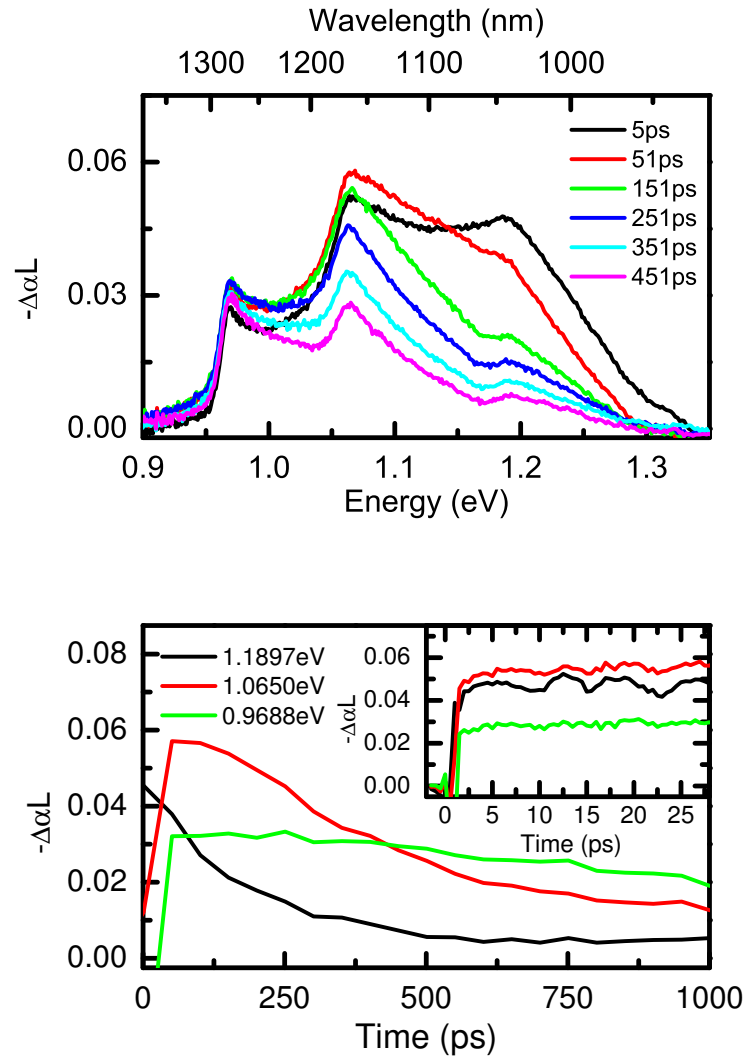 Wavelength (nm)
1300 1200 1100 1000
0.06
0.03
0.00
-ΔαL
5ps
51ps
151ps
251ps
351ps
451ps
0.9 1.0 1.1 1.2 1.3
Energy (eV)
0.08
0.06
0.04
0.02
0.00
-ΔαL
1.1897eV
1.0650eV
0.9688eV
0.06
0.04
0.02
0.00
-ΔαL
0 5 10 15 20 25
Time (ps)
0 250 500 750 1000
Time (ps)